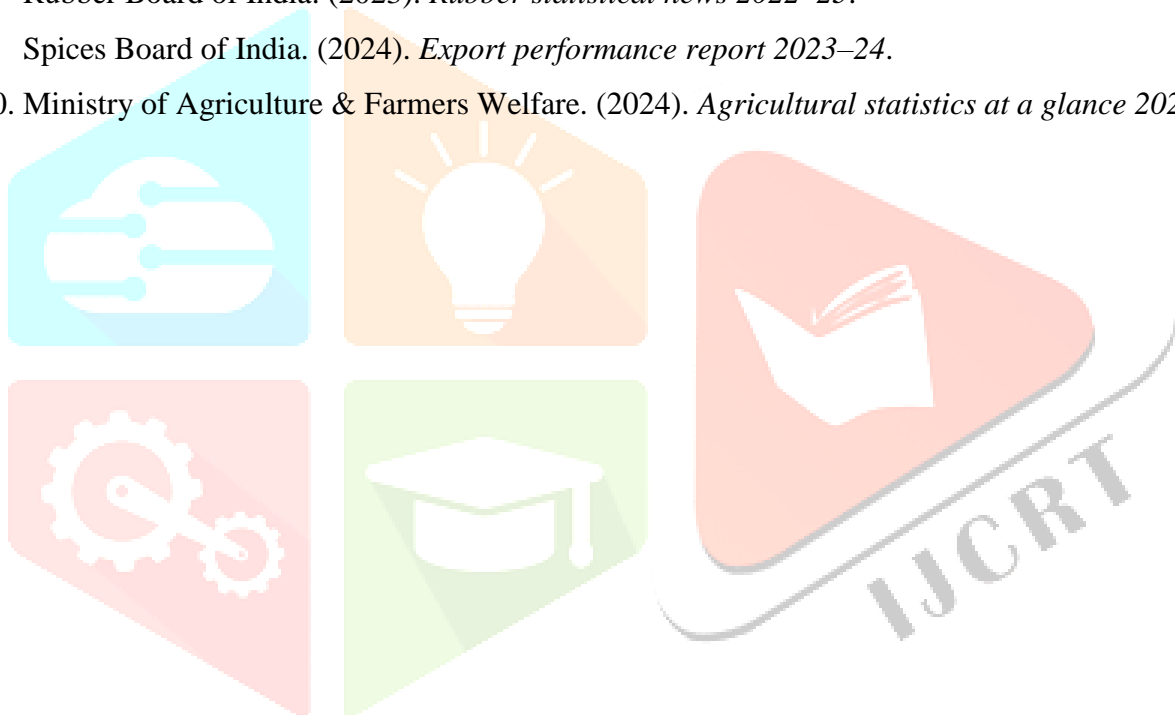 Rubber Board of India. (2023). Rubber statistical news 2022–23.
Spices Board of India. (2024). Export performance report 2023–24.
0. Ministry of Agriculture & Farmers Welfare. (2024). Agricultural statistics at a glance 202
IJCRT